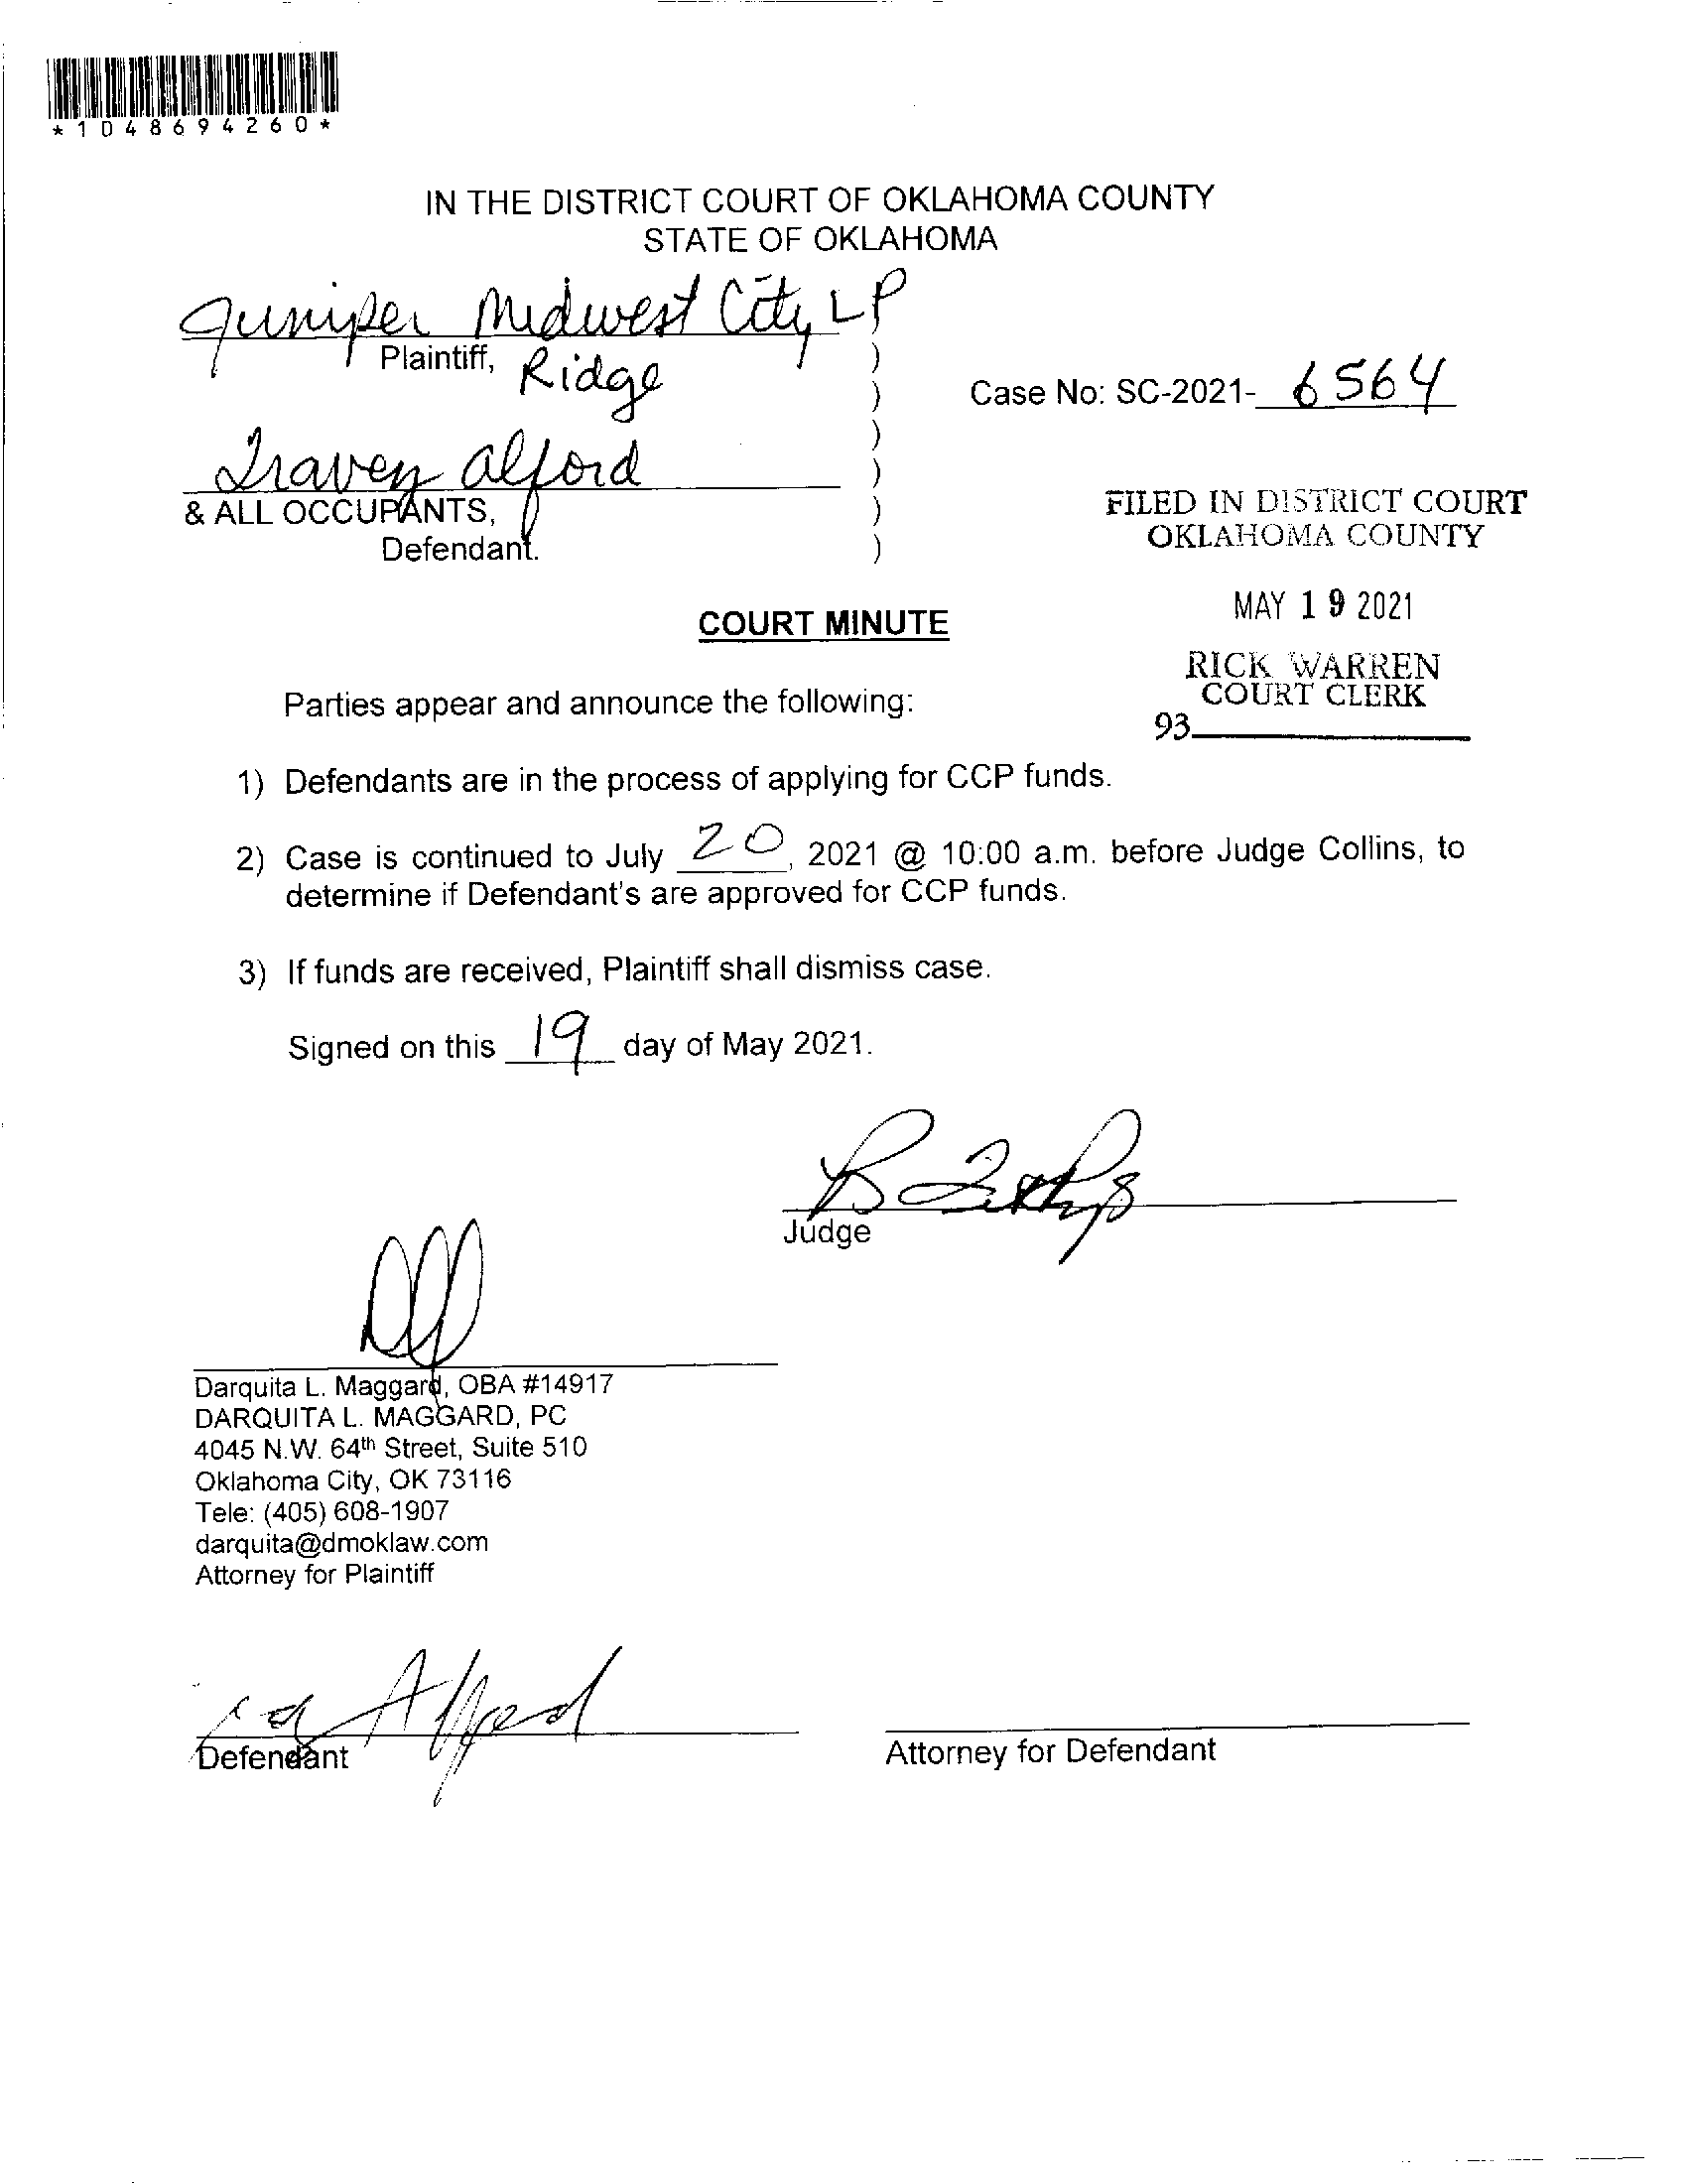 *1048694260*
IN THE DISTRICT COURT OF OKLAHOMA COUNTY
STATE OF OKLAHOMA
Juniper Midwest City LP
Plaintiff, Ridge
)
)
Case No: SC-2021- 6564
)
Traven Alford
)
& ALL OCCUPANTS,
)
Defendant.
)
FILED IN DISTRICT COURT
OKLAHOMA COUNTY
MAY 19 2021
RICK WARREN
COURT CLERK
93
COURT MINUTE
Parties appear and announce the following:
1) Defendants are in the process of applying for CCP funds.
2) Case is continued to July 20, 2021 @ 10:00 a.m. before Judge Collins, to
determine if Defendant's are approved for CCP funds.
3) If funds are received, Plaintiff shall dismiss case.
Signed on this 19 day of May 2021.
Judge
Darquita L. Maggard, OBA #14917
DARQUITA L. MAGGARD, PC
4045 N.W. 64th Street, Suite 510
Oklahoma City, OK 73116
Tele: (405) 608-1907
darquita@dmoklaw.com
Attorney for Plaintiff
Alford
Defendant
Attorney for Defendant